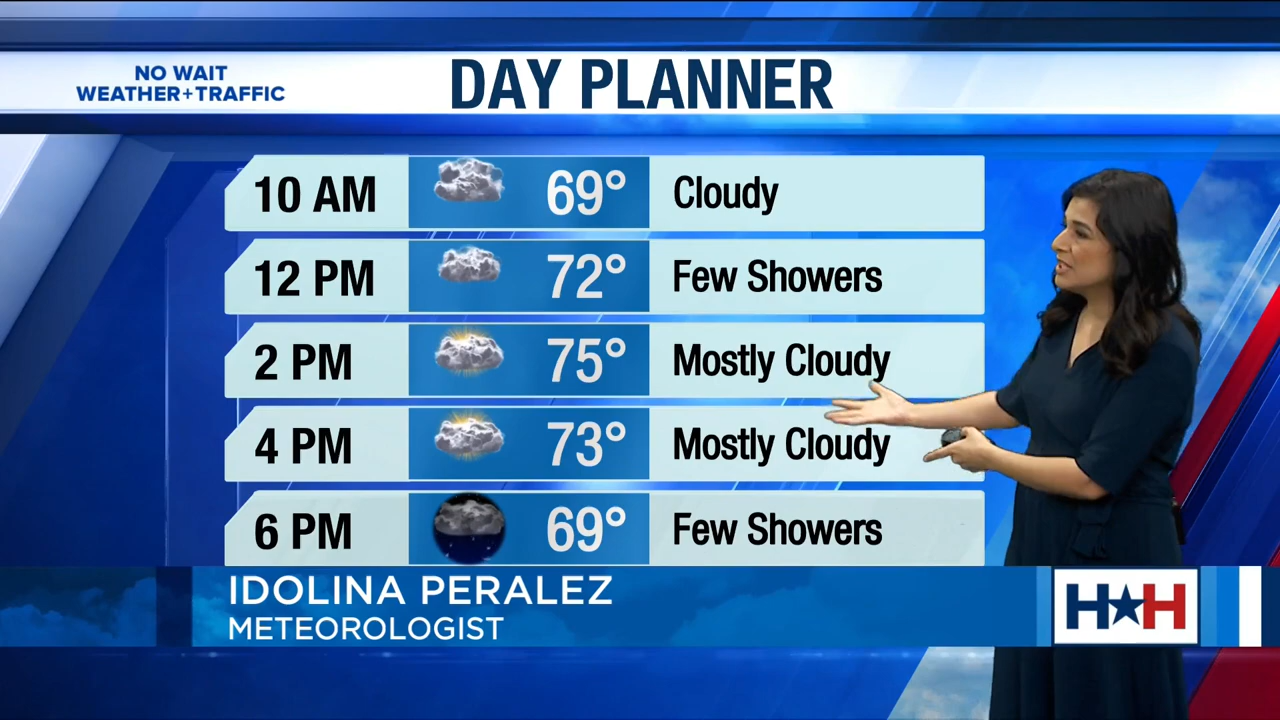 NO WAIT
WEATHER+TRAFFIC
DAY PLANNER
10 AM 69° Cloudy
12 PM 72° Few Showers
2 PM 75° Mostly Cloudy
4 PM 73° Mostly Cloudy
6 PM 69° Few Showers
IDOLINA PERALEZ
METEOROLOGIST
H★H